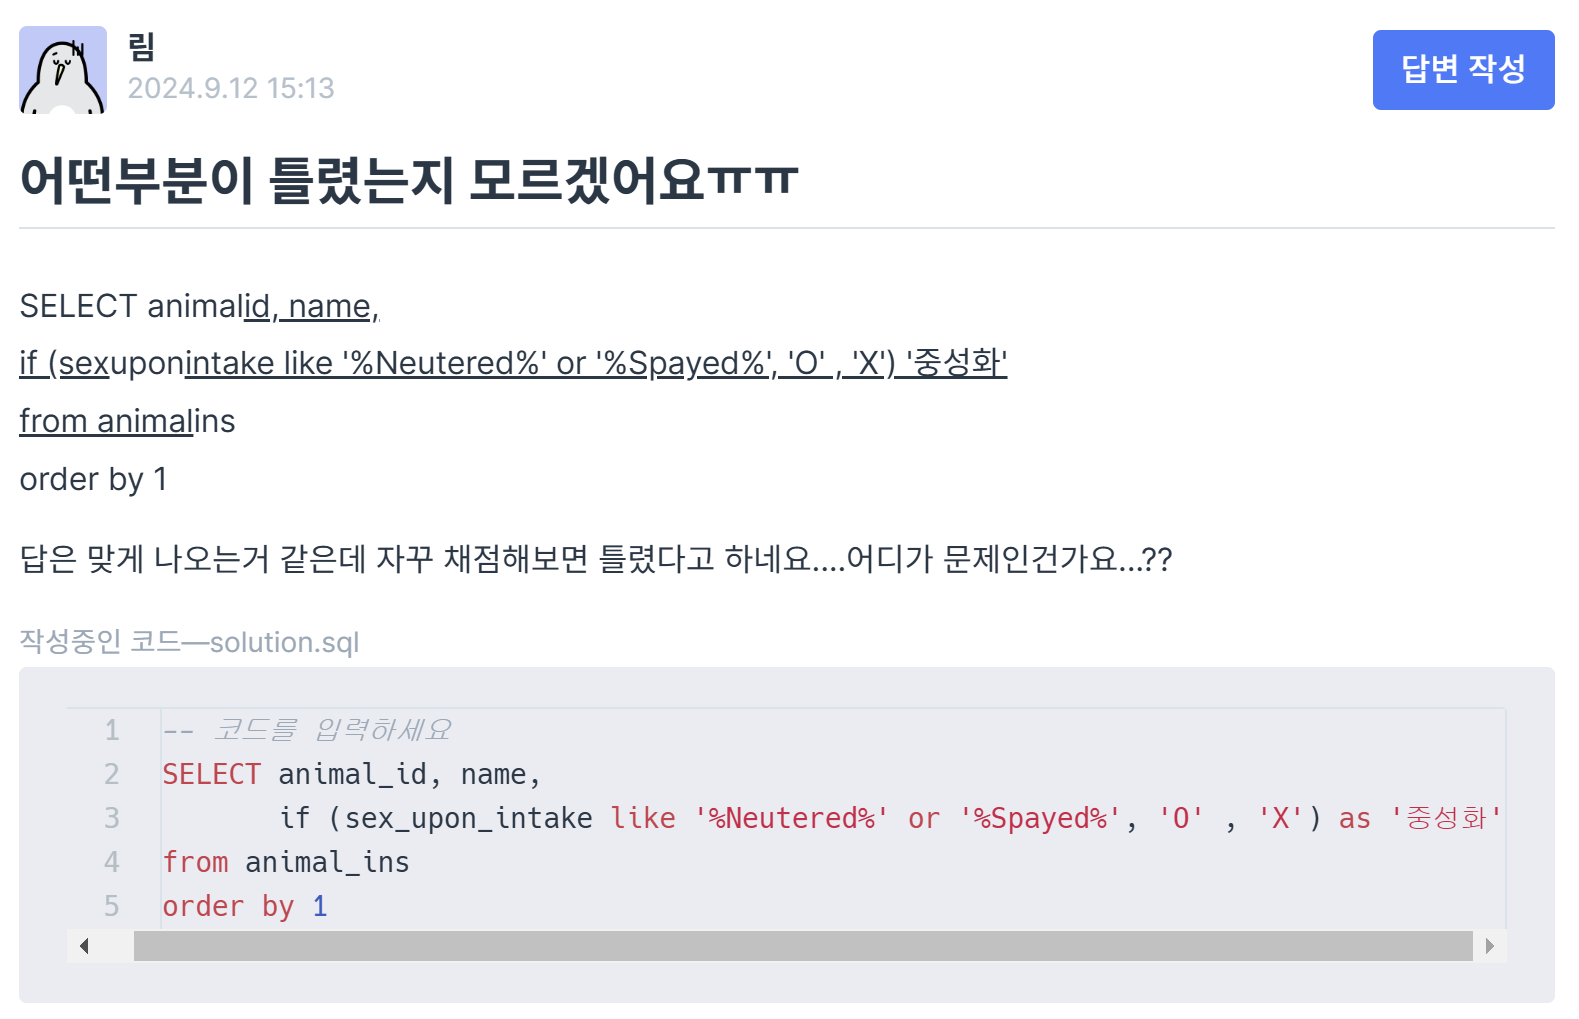 림
2024.9.12 15:13
답변 작성
어떤부분이 틀렸는지 모르겠어요ㅠㅠ
SELECT animalid, name,
if (sexuponintake like '%Neutered%' or '%Spayed%', 'O' , 'X') '중성화'
from animalins
order by 1
답은 맞게 나오는거 같은데 자꾸 채점해보면 틀렸다고 하네요....어디가 문제인건가요...??
작성중인 코드—solution.sql
1 -- 코드를 입력하세요
2 SELECT animal_id, name,
3 if (sex_upon_intake like '%Neutered%' or '%Spayed%', 'O' , 'X') as '중성화'
4 from animal_ins
5 order by 1